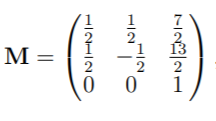 M = ( 1/2 1/2 7/2
1/2 -1/2 13/2
0 0 1 )